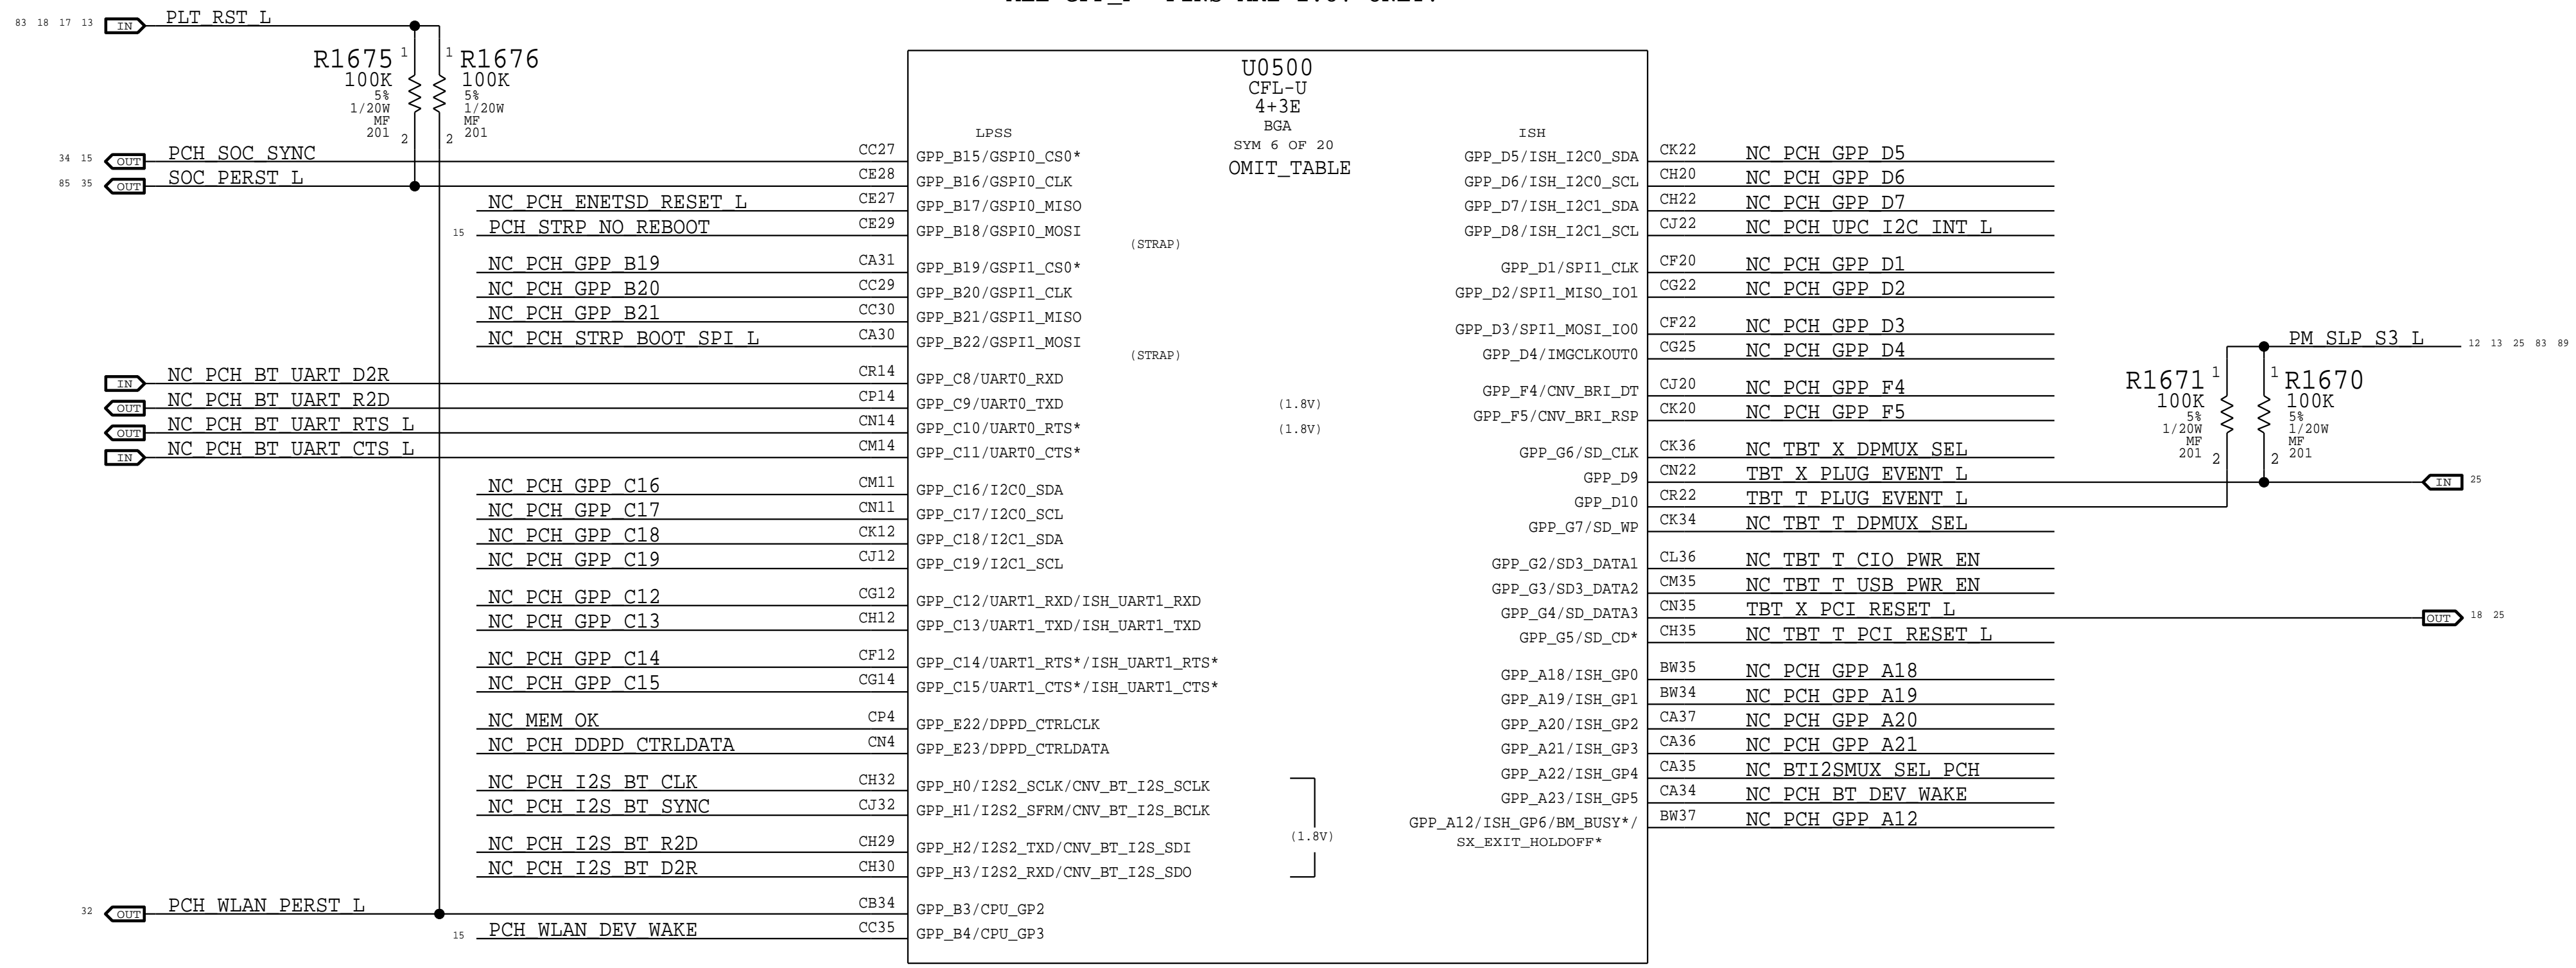 83 18 17 13 IN PLT_RST_L
R1675
100K
5%
1/20W
MF
201
1
2
R1676
100K
5%
1/20W
MF
201
1
2
34 15 OUT PCH_SOC_SYNC
85 35 OUT SOC_PERST_L
NC_PCH_ENETSD_RESET_L
15 PCH_STRP_NO_REBOOT
NC_PCH_GPP_B19
NC_PCH_GPP_B20
NC_PCH_GPP_B21
NC_PCH_STRP_BOOT_SPI_L
IN NC_PCH_BT_UART_D2R
OUT NC_PCH_BT_UART_R2D
OUT NC_PCH_BT_UART_RTS_L
IN NC_PCH_BT_UART_CTS_L
NC_PCH_GPP_C16
NC_PCH_GPP_C17
NC_PCH_GPP_C18
NC_PCH_GPP_C19
NC_PCH_GPP_C12
NC_PCH_GPP_C13
NC_PCH_GPP_C14
NC_PCH_GPP_C15
NC_MEM_OK
NC_PCH_DDPD_CTRLDATA
NC_PCH_I2S_BT_CLK
NC_PCH_I2S_BT_SYNC
NC_PCH_I2S_BT_R2D
NC_PCH_I2S_BT_D2R
32 OUT PCH_WLAN_PERST_L
15 PCH_WLAN_DEV_WAKE
U0500
CFL-U
4+3E
BGA
SYM 6 OF 20
OMIT_TABLE
LPSS
CC27 GPP_B15/GSPI0_CS0*
CE28 GPP_B16/GSPI0_CLK
CE27 GPP_B17/GSPI0_MISO
CE29 GPP_B18/GSPI0_MOSI
(STRAP)
CA31 GPP_B19/GSPI1_CS0*
CC29 GPP_B20/GSPI1_CLK
CC30 GPP_B21/GSPI1_MISO
CA30 GPP_B22/GSPI1_MOSI
(STRAP)
CR14 GPP_C8/UART0_RXD
CP14 GPP_C9/UART0_TXD (1.8V)
CN14 GPP_C10/UART0_RTS* (1.8V)
CM14 GPP_C11/UART0_CTS*
CM11 GPP_C16/I2C0_SDA
CN11 GPP_C17/I2C0_SCL
CK12 GPP_C18/I2C1_SDA
CJ12 GPP_C19/I2C1_SCL
CG12 GPP_C12/UART1_RXD/ISH_UART1_RXD
CH12 GPP_C13/UART1_TXD/ISH_UART1_TXD
CF12 GPP_C14/UART1_RTS*/ISH_UART1_RTS*
CG14 GPP_C15/UART1_CTS*/ISH_UART1_CTS*
CP4 GPP_E22/DPPD_CTRLCLK
CN4 GPP_E23/DPPD_CTRLDATA
CH32 GPP_H0/I2S2_SCLK/CNV_BT_I2S_SCLK
CJ32 GPP_H1/I2S2_SFRM/CNV_BT_I2S_BCLK
(1.8V)
CH29 GPP_H2/I2S2_TXD/CNV_BT_I2S_SDI
CH30 GPP_H3/I2S2_RXD/CNV_BT_I2S_SDO
CB34 GPP_B3/CPU_GP2
CC35 GPP_B4/CPU_GP3
ISH
GPP_D5/ISH_I2C0_SDA CK22 NC_PCH_GPP_D5
GPP_D6/ISH_I2C0_SCL CH20 NC_PCH_GPP_D6
GPP_D7/ISH_I2C1_SDA CH22 NC_PCH_GPP_D7
GPP_D8/ISH_I2C1_SCL CJ22 NC_PCH_UPC_I2C_INT_L
GPP_D1/SPI1_CLK CF20 NC_PCH_GPP_D1
GPP_D2/SPI1_MISO_IO1 CG22 NC_PCH_GPP_D2
GPP_D3/SPI1_MOSI_IO0 CF22 NC_PCH_GPP_D3
GPP_D4/IMGCLKOUT0 CG25 NC_PCH_GPP_D4
GPP_F4/CNV_BRI_DT CJ20 NC_PCH_GPP_F4
GPP_F5/CNV_BRI_RSP CK20 NC_PCH_GPP_F5
GPP_G6/SD_CLK CK36 NC_TBT_X_DPMUX_SEL
GPP_D9 CN22 TBT_X_PLUG_EVENT_L IN 25
GPP_D10 CR22 TBT_T_PLUG_EVENT_L
GPP_G7/SD_WP CK34 NC_TBT_T_DPMUX_SEL
GPP_G2/SD3_DATA1 CL36 NC_TBT_T_CIO_PWR_EN
GPP_G3/SD3_DATA2 CM35 NC_TBT_T_USB_PWR_EN
GPP_G4/SD_DATA3 CN35 TBT_X_PCI_RESET_L OUT 18 25
GPP_G5/SD_CD* CH35 NC_TBT_T_PCI_RESET_L
GPP_A18/ISH_GP0 BW35 NC_PCH_GPP_A18
GPP_A19/ISH_GP1 BW34 NC_PCH_GPP_A19
GPP_A20/ISH_GP2 CA37 NC_PCH_GPP_A20
GPP_A21/ISH_GP3 CA36 NC_PCH_GPP_A21
GPP_A22/ISH_GP4 CA35 NC_BTI2SMUX_SEL_PCH
GPP_A23/ISH_GP5 CA34 NC_PCH_BT_DEV_WAKE
GPP_A12/ISH_GP6/BM_BUSY*/ BW37 NC_PCH_GPP_A12
SX_EXIT_HOLDOFF*
PM_SLP_S3_L 12 13 25 83 89
R1671
100K
5%
1/20W
MF
201
1
2
R1670
100K
5%
1/20W
MF
201
1
2